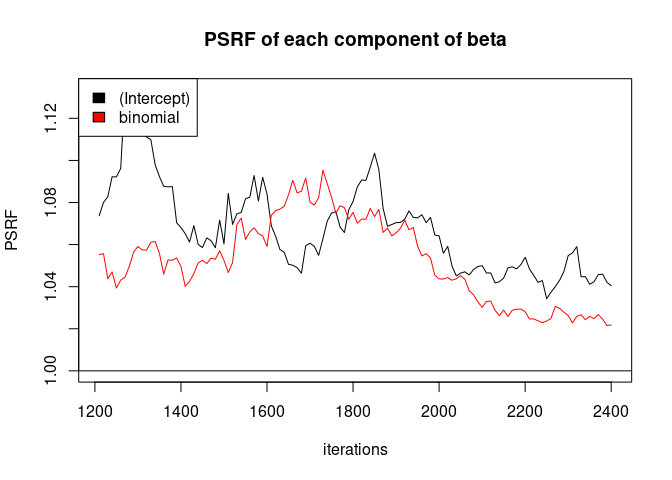 PSRF of each component of beta
(Intercept)
binomial
PSRF
1.12
1.08
1.04
1.00
1200 1400 1600 1800 2000 2200 2400
iterations